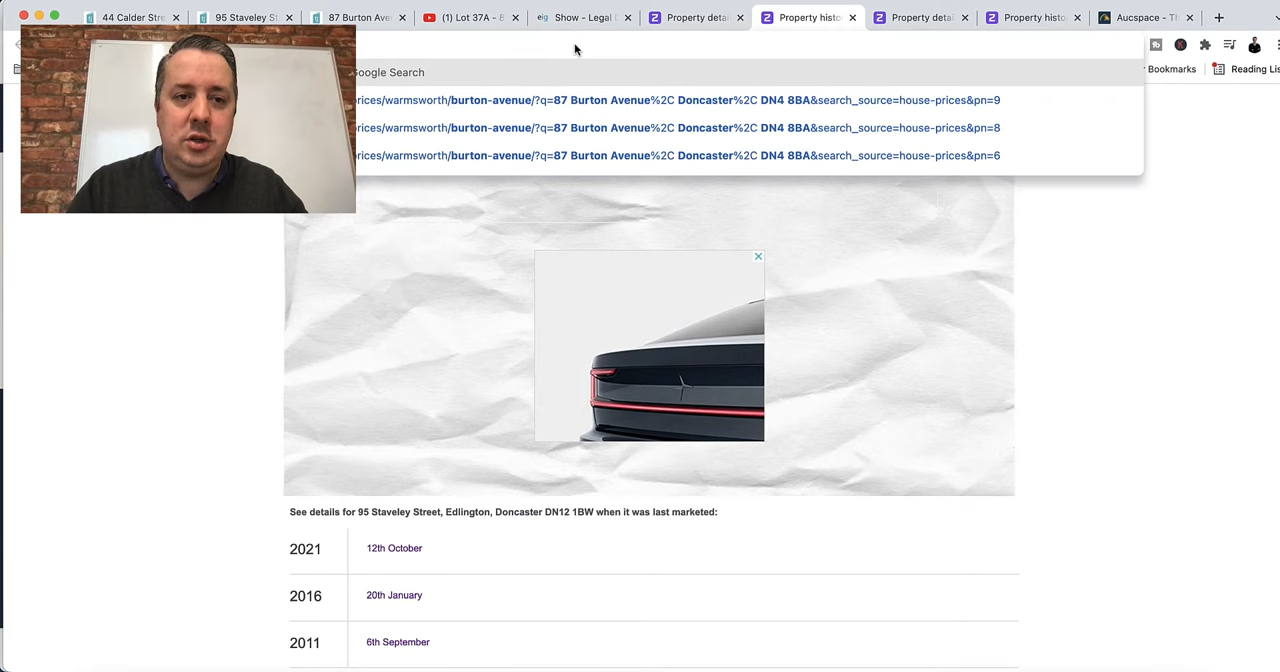 44 Calder Stre
95 Staveley St
87 Burton Ave
(1) Lot 37A - 8
eig Show - Legal
Property detai
Property histo
Property detai
Property histo
Aucspace - Th
Google Search
rices/warmsworth/burton-avenue/?q=87 Burton Avenue%2C Doncaster%2C DN4 8BA&search_source=house-prices&pn=9
rices/warmsworth/burton-avenue/?q=87 Burton Avenue%2C Doncaster%2C DN4 8BA&search_source=house-prices&pn=8
rices/warmsworth/burton-avenue/?q=87 Burton Avenue%2C Doncaster%2C DN4 8BA&search_source=house-prices&pn=6
Bookmarks
Reading Lis
See details for 95 Staveley Street, Edlington, Doncaster DN12 1BW when it was last marketed:
2021 12th October
2016 20th January
2011 6th September